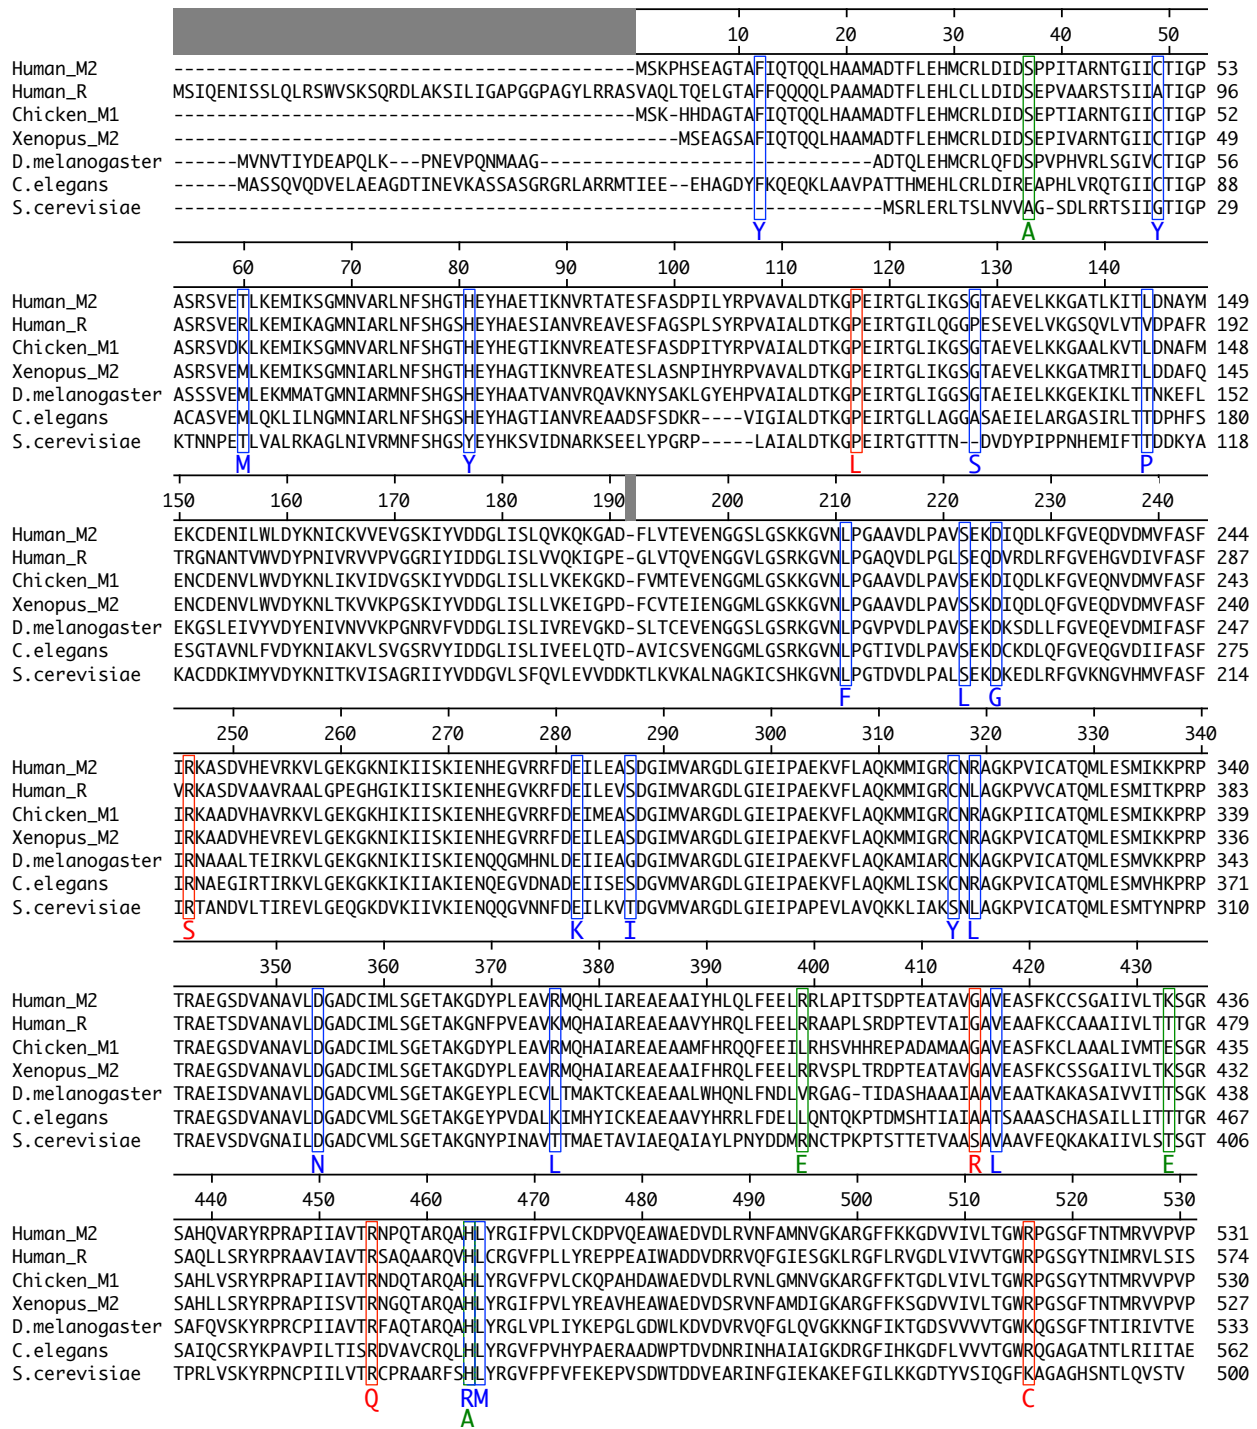 10 20 30 40 50
Human_M2 -------------------------------------------MSKPHSEAGTAFIQTQQLHAAMADTFLEHMCRLDIDSPPITARNTGIICTIGP 53
Human_R MSIQENISSLQLRSWVSKSQRDLAKSILIGAPGGPAGYLRRASVAQLTQELGTAFFQQQQLPAAMADTFLEHLCLLDIDSEPVAARSTSIIATIGP 96
Chicken_M1 -------------------------------------------MSK-HHDAGTAFIQTQQLHAAMADTFLEHMCRLDIDSEPTIARNTGIICTIGP 52
Xenopus_M2 -----------------------------------------------MSEAGSAFIQTQQLHAAMADTFLEHMCRLDIDSEPIVARNTGIICTIGP 49
D.melanogaster ------MVNVTIYDEAPQLK---PNEVPQNMAAG-------------------------------ADTQLEHMCRLQFDSPVPHVRLSGIVCTIGP 56
C.elegans ------MASSQVQDVELAEAGDTINEVKASSASGRGRLARRMTIEE--EHAGDYFKQEQKLAAVPATTHMEHLCRLDIREAPHLVRQTGIICTIGP 88
S.cerevisiae ------------------------------------------------------------------MSRLERLTSLNVVAG-SDLRRTSIIGTIGP 29
Y A Y
60 70 80 90 100 110 120 130 140
Human_M2 ASRSVETLKEMIKSGMNVARLNFSHGTHEYHAETIKNVRTATESFASDPILYRPVAVALDTKGPEIRTGLIKGSGTAEVELKKGATLKITLDNAYM 149
Human_R ASRSVERLKEMIKAGMNIARLNFSHGSHEYHAESIANVREAVESFAGSPLSYRPVAIALDTKGPEIRTGILQGGPESEVELVKGSQVLVTVDPAFR 192
Chicken_M1 ASRSVDKLKEMIKSGMNVARLNFSHGTHEYHEGTIKNVREATESFASDPITYRPVAIALDTKGPEIRTGLIKGSGTAEVELKKGAALKVTLDNAFM 148
Xenopus_M2 ASRSVEMLKEMIKSGMNVARLNFSHGTHEYHAGTIKNVREATESLASNPIHYRPVAVALDTKGPEIRTGLIKGSGTAEVELKKGATMRITLDDAFQ 145
D.melanogaster ASSSVEMLEKMMATGMNIARMNFSHGSHEYHAATVANVRQAVKNYSAKLGYEHPVAIALDTKGPEIRTGLIGGSGTAEIELKKGEKIKLTTNKEFL 152
C.elegans ACASVEMLQKLILNGMNIARLNFSHGSHEYHAGTIANVREAADSFSDKR----VIGIALDTKGPEIRTGLLAGGASAEIELARGASIRLTTDPHFS 180
S.cerevisiae KTNNPETLVALRKAGLNIVRMNFSHGSYEYHKSVIDNARKSEELYPGRP-----LAIALDTKGPEIRTGTTTN--DVDYPIPPNHEMIFTTDDKYA 118
M Y L S P
150 160 170 180 190 200 210 220 230 240
Human_M2 EKCDENILWLDYKNICKVVEVGSKIYVDDGLISLQVKQKGAD-FLVTEVENGGSLGSKKGVNLPGAAVDLPAVSEKDIQDLKFGVEQDVDMVFASF 244
Human_R TRGNANTVWVDYPNIVRVVPVGGRIYIDDGLISLVVQKIGPE-GLVTQVENGGVLGSRKGVNLPGAQVDLPGLSEQDVRDLRFGVEHGVDIVFASF 287
Chicken_M1 ENCDENVLWVDYKNLIKVIDVGSKIYVDDGLISLLVKEKGKD-FVMTEVENGGMLGSKKGVNLPGAAVDLPAVSEKDIQDLKFGVEQNVDMVFASF 243
Xenopus_M2 ENCDENVLWVDYKNLTKVVKPGSKIYVDDGLISLLVKEIGPD-FCVTEIENGGMLGSKKGVNLPGAAVDLPAVSSKDIQDLQFGVEQDVDMVFASF 240
D.melanogaster EKGSLEIVYVDYENIVNVVKPGNRVFVDDGLISLIVREVGKD-SLTCEVENGGSLGSRKGVNLPGVPVDLPAVSEKDKSDLLFGVEQEVDMIFASF 247
C.elegans ESGTAVNLFVDYKNIAKVLSVGSRVYIDDGLISLIVEELQTD-AVICSVENGGMLGSRKGVNLPGTIVDLPAVSEKDCKDLQFGVEQGVDIIFASF 275
S.cerevisiae KACDDKIMYVDYKNITKVISAGRIIYVDDGVLSFQVLEVVDDKTLKVKALNAGKICSHKGVNLPGTDVDLPALSEKDKEDLRFGVKNGVHMVFASF 214
F L G
250 260 270 280 290 300 310 320 330 340
Human_M2 IRKASDVHEVRKVLGEKGKNIKIISKIENHEGVRRFDEILEASDGIMVARGDLGIEIPAEKVFLAQKMMIGRCNRAGKPVICATQMLESMIKKPRP 340
Human_R VRKASDVAAVRAALGPEGHGIKIISKIENHEGVKRFDEILEVSDGIMVARGDLGIEIPAEKVFLAQKMMIGRCNLAGKPVVCATQMLESMITKPRP 383
Chicken_M1 IRKAADVHAVRKVLGEKGKHIKIISKIENHEGVRRFDEIMEASDGIMVARGDLGIEIPAEKVFLAQKMMIGRCNRAGKPIICATQMLESMIKKPRP 339
Xenopus_M2 IRKAADVHEVREVLGEKGKNIKIISKIENHEGVRRFDEILEASDGIMVARGDLGIEIPAEKVFLAQKMMIGRCNRAGKPVICATQMLESMIKKPRP 336
D.melanogaster IRNAAALTEIRKVLGEKGKNIKIISKIENQQGMHNLDEIIEAGDGIMVARGDLGIEIPAEKVFLAQKAMIARCNKAGKPVICATQMLESMVKKPRP 343
C.elegans IRNAEGIRTIRKVLGEKGKKIKIIAKIENQEGVDNADEIISESDGVMVARGDLGIEIPAEKVFLAQKMLISKCNRAGKPVICATQMLESMVHKPRP 371
S.cerevisiae IRTANDVLTIREVLGEQGKDVKIIVKIENQQGVNNFDEILKVTDGVMVARGDLGIEIPAPEVLAVQKKLIAKSNLAGKPVICATQMLESMTYNPRP 310
S K I Y L
350 360 370 380 390 400 410 420 430
Human_M2 TRAEGSDVANAVLDGADCIMLSGETAKGDYPLEAVRMQHLIAREAEAAIYHLQLFEELRRLAPITSDPTEATAVGAVEASFKCCSGAIIVLTKSGR 436
Human_R TRAETSDVANAVLDGADCIMLSGETAKGNFPVEAVKMQHAIAREAEAAVYHRQLFEELRRAAPLSRDPTEVTAIGAVEAAFKCCAAAIIVLTTTGR 479
Chicken_M1 TRAEGSDVANAVLDGADCIMLSGETAKGDYPLEAVRMQHAIAREAEAAMFHRQQFEEILRHSVHHREPADAMAAGAVEASFKCLAAALIVMTESGR 435
Xenopus_M2 TRAEGSDVANAVLDGADCIMLSGETAKGDYPLEAVRMQHAIAREAEAAIFHRQLFEELRRVSPLTRDPTEATAVGAVEASFKCSSGAIIVLTKSGR 432
D.melanogaster TRAEISDVANAVLDGADCVMLSGETAKGEYPLECVLTMAKTCKEAEAALWHQNLFNDLVRGAG-TIDASHAAAIAAVEAATKAKASAIVVITTSGK 438
C.elegans TRAEGSDVANAVLDGADCVMLSGETAKGEYPVDALKIMHYICKEAEAAVYHRRLFDELLQNTQKPTDMSHTIAIAATSAAASCHASAILLITTTGR 467
S.cerevisiae TRAEVSDVGNAILDGADCVMLSGETAKGNYPINAVTTMAETAVIAEQAIAYLPNYDDMRNCTPKPTSTTETVAASAVAAVFEQKAKAIIVLSTSGT 406
N L E R L E
440 450 460 470 480 490 500 510 520 530
Human_M2 SAHQVARYRPRAPIIAVTRNPQTARQAHLYRGIFPVLCKDPVQEAWAEDVDLRVNFAMNVGKARGFFKKGDVVIVLTGWRPGSGFTNTMRVVPVP 531
Human_R SAQLLSRYRPRAAVIAVTRSAQAARQVHLCRGVFPLLYREPPEAIWADDVDRRVQFGIESGKLRGFLRVGDLVIVVTGWRPGSGYTNIMRVLSIS 574
Chicken_M1 SAHLVSRYRPRAPIIAVTRNDQTARQAHLYRGVFPVLCKQPAHDAWAEDVDLRVNLGMNVGKARGFFKTGDLVIVLTGWRPGSGYTNTMRVVPVP 530
Xenopus_M2 SAHLLSRYRPRAPIISVTRNGQTARQAHLYRGIFPVLYREAVHEAWAEDVDSRVNFAMDIGKARGFFKSGDVVIVLTGWRPGSGFTNTMRVVPVP 527
D.melanogaster SAFQVSKYRPRCPIIAVTRFAQTARQAHLYRGLVPLIYKEPGLGDWLKDVDVRVQFGLQVGKKNGFIKTGDSVVVVTGWKQGSGFTNTIRIVTVE 533
C.elegans SAIQCSRYKPAVPILTISRDVAVCRQLHLYRGVFPVHYPAERAADWPTDVDNRINHAIAIGKDRGFIHKGDFLVVVTGWRQGAGATNTLRIITAE 562
S.cerevisiae TPRLVSKYRPNCPIILVTRCPRAARFSHLYRGVFPFVFEKEPVSDWTDDVEARINFGIEKAKEFGILKKGDTYVSIQGFKAGAGHSNTLQVSTV 500
Q RM C
A